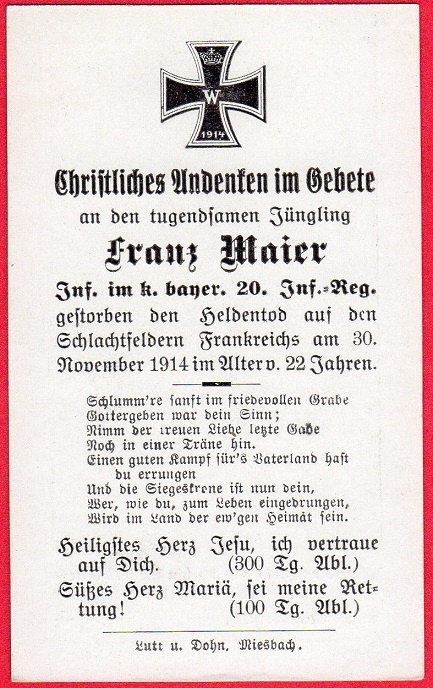 W
1914
Christliches Andenken im Gebete
an den tugendsamen Jüngling
Franz Maier
Inf. im k. bayer. 20. Inf.-Reg.
gestorben den Heldentod auf den
Schlachtfeldern Frankreichs am 30.
November 1914 im Alter v. 22 Jahren.
Schlumm're sanft im friedevollen Grabe
Gottergeben war dein Sinn;
Nimm der treuen Liebe letzte Gabe
Noch in einer Träne hin.
Einen guten Kampf für's Vaterland hast
du errungen
Und die Siegeskrone ist nun dein,
Wer, wie du, zum Leben eingedrungen,
Wird im Land der ew'gen Heimat sein.
Heiligstes Herz Jesu, ich vertraue
auf Dich. (300 Tg. Abl.)
Süßes Herz Mariä, sei meine Ret-
tung! (100 Tg. Abl.)
Lutt u. Dohn, Miesbach.